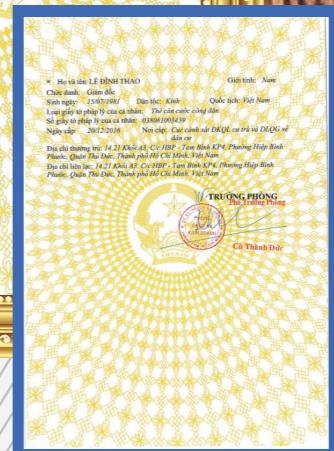 * Họ và tên: LÊ ĐÌNH THAO Giới tính: Nam
Chức danh: Giám đốc
Sinh ngày: 15/07/1981 Dân tộc: Kinh Quốc tịch: Việt Nam
Loại giấy tờ pháp lý của cá nhân: Thẻ căn cước công dân
Số giấy tờ pháp lý của cá nhân: 038081003439
Ngày cấp: 20/12/2016 Nơi cấp: Cục cảnh sát ĐKQL cư trú và DLQG về
dân cư
Địa chỉ thường trú: 14.21 Khối A3, C/c HBP - Tam Bình KP4, Phường Hiệp Bình
Phước, Quận Thủ Đức, Thành phố Hồ Chí Minh, Việt Nam
Địa chỉ liên lạc: 14.21 Khối A3, C/c HBP - Tam Bình KP4, Phường Hiệp Bình
Phước, Quận Thủ Đức, Thành phố Hồ Chí Minh, Việt Nam
TRƯỞNG PHÒNG
Phó Trưởng Phòng
PHÒNG
ĐĂNG KÝ
KINH DOANH
Cù Thành Đức